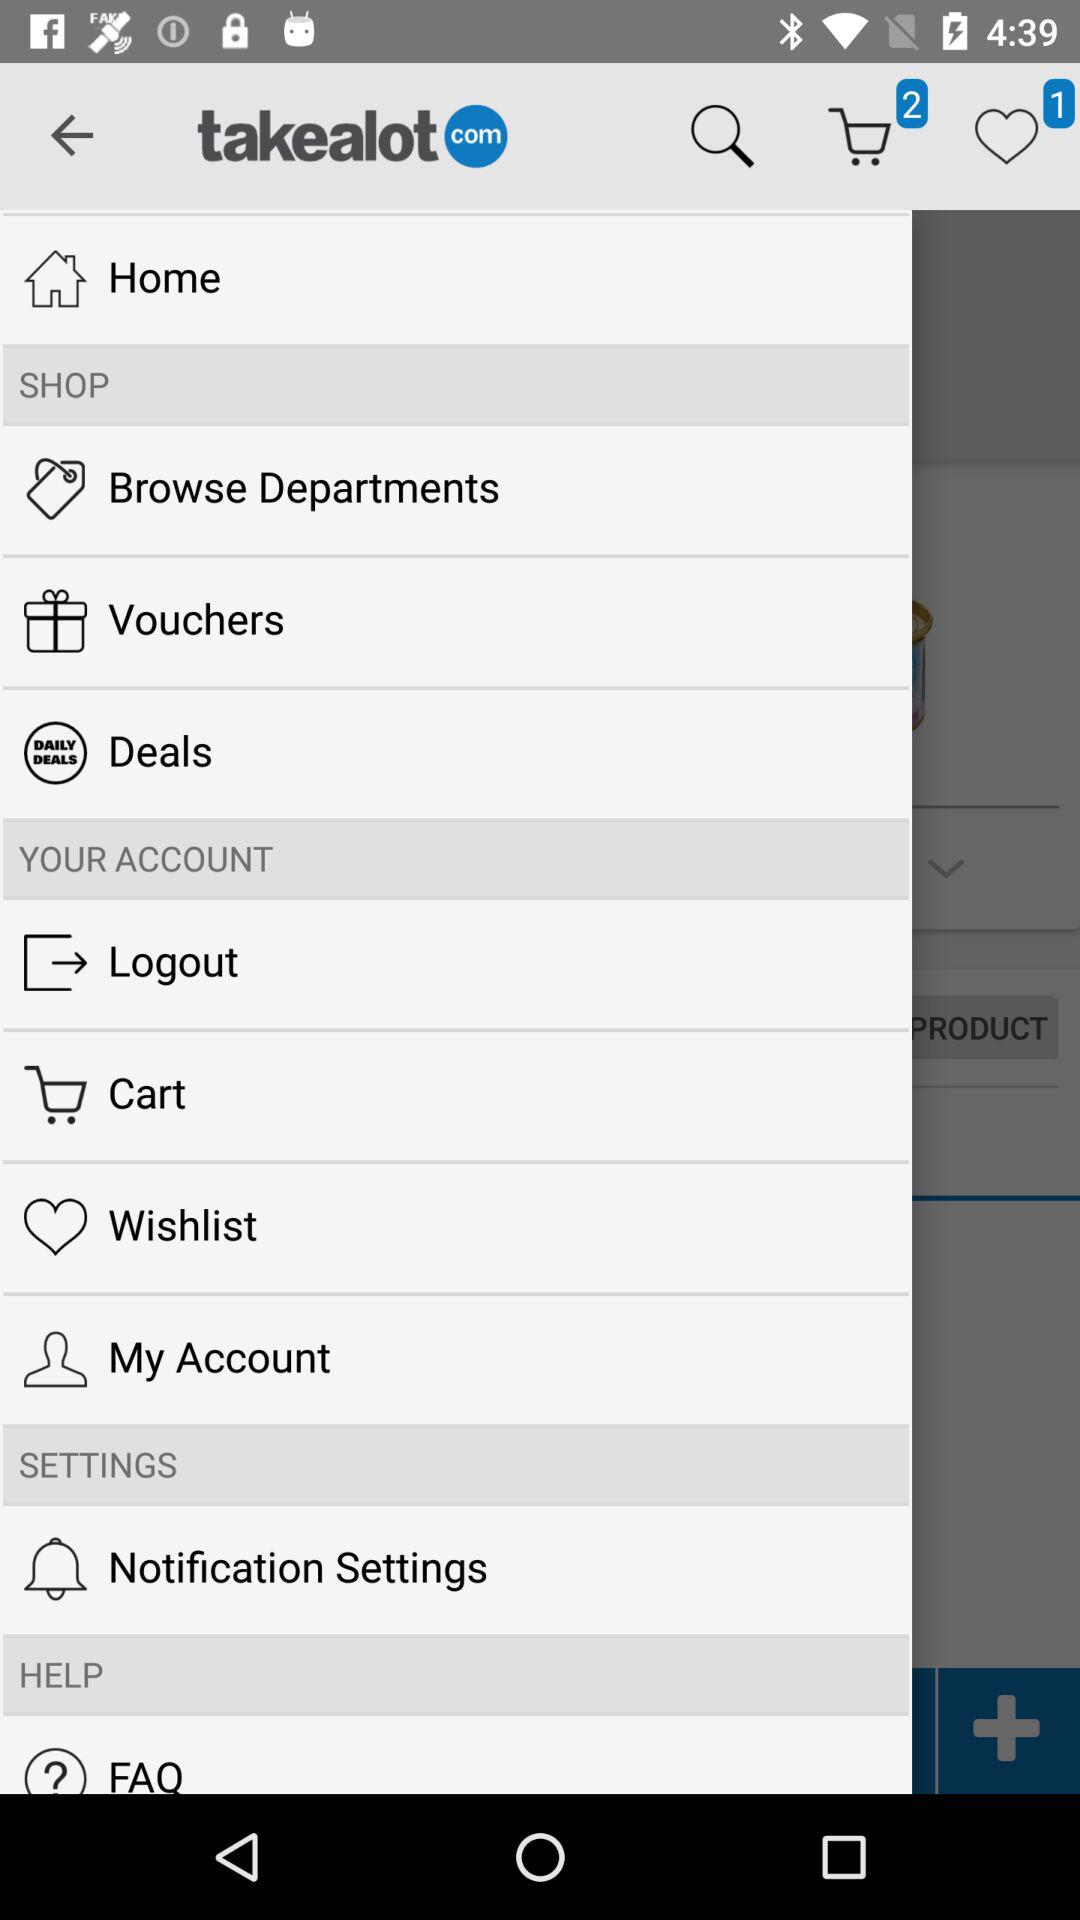 FAK
4:39
takealot com
2
1
Home
SHOP
Browse Departments
Vouchers
DAILY
DEALS
Deals
YOUR ACCOUNT
Logout
PRODUCT
Cart
Wishlist
My Account
SETTINGS
Notification Settings
HELP
? FAQ